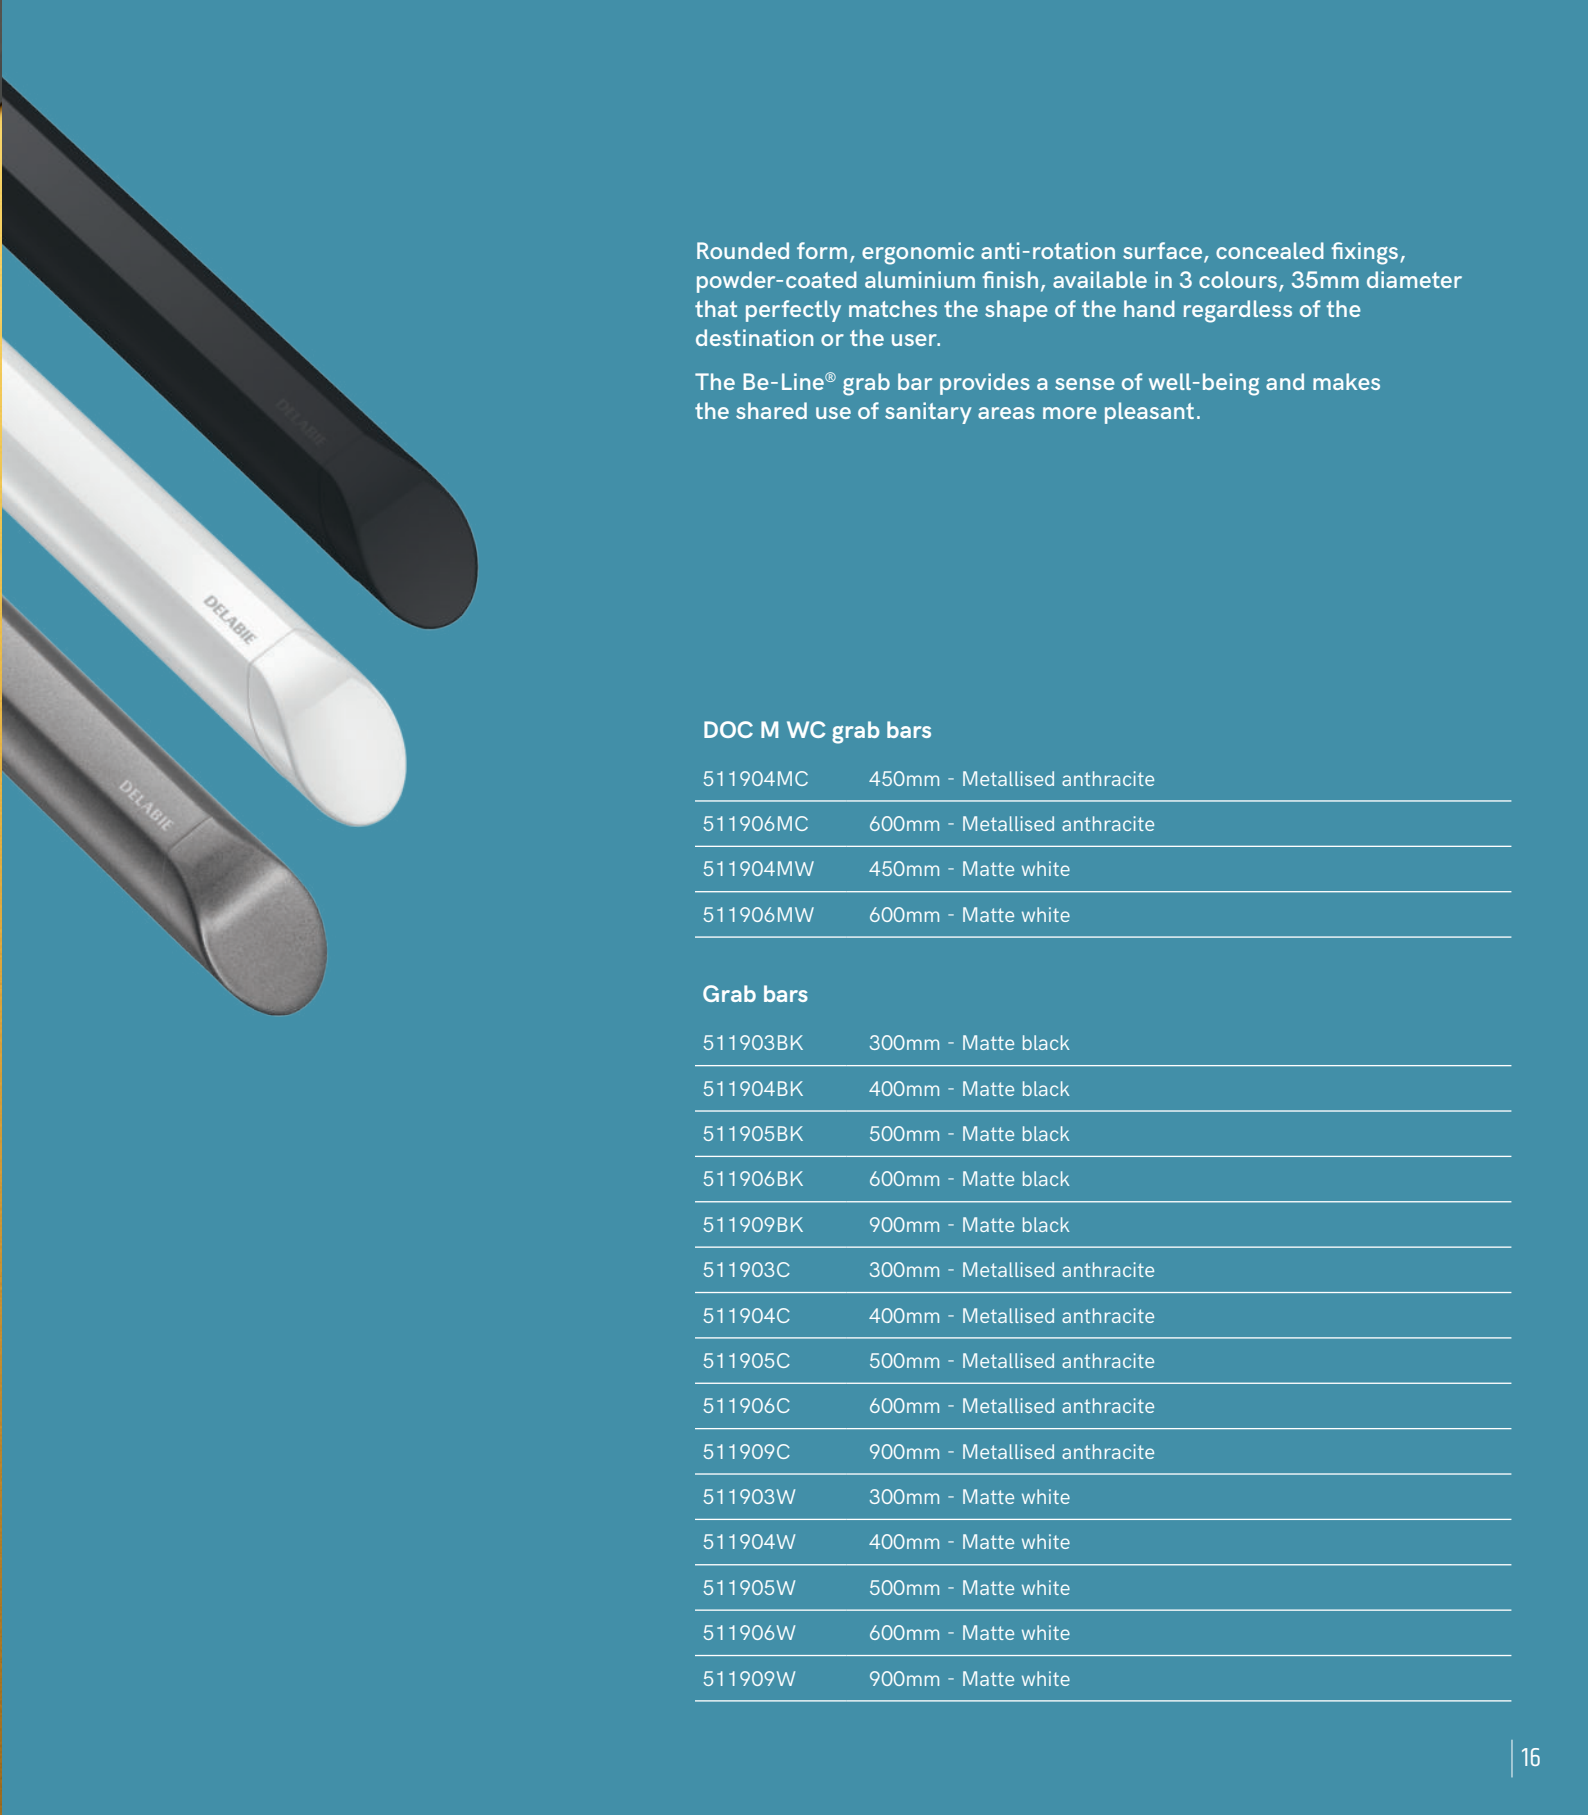 Rounded form, ergonomic anti-rotation surface, concealed fixings,
powder-coated aluminium finish, available in 3 colours, 35mm diameter
that perfectly matches the shape of the hand regardless of the
destination or the user.
The Be-Line® grab bar provides a sense of well-being and makes
the shared use of sanitary areas more pleasant.
DELABIE
DELABIE
DELABIE
DOC M WC grab bars
511904MC 450mm - Metallised anthracite
511906MC 600mm - Metallised anthracite
511904MW 450mm - Matte white
511906MW 600mm - Matte white
Grab bars
511903BK 300mm - Matte black
511904BK 400mm - Matte black
511905BK 500mm - Matte black
511906BK 600mm - Matte black
511909BK 900mm - Matte black
511903C 300mm - Metallised anthracite
511904C 400mm - Metallised anthracite
511905C 500mm - Metallised anthracite
511906C 600mm - Metallised anthracite
511909C 900mm - Metallised anthracite
511903W 300mm - Matte white
511904W 400mm - Matte white
511905W 500mm - Matte white
511906W 600mm - Matte white
511909W 900mm - Matte white
16